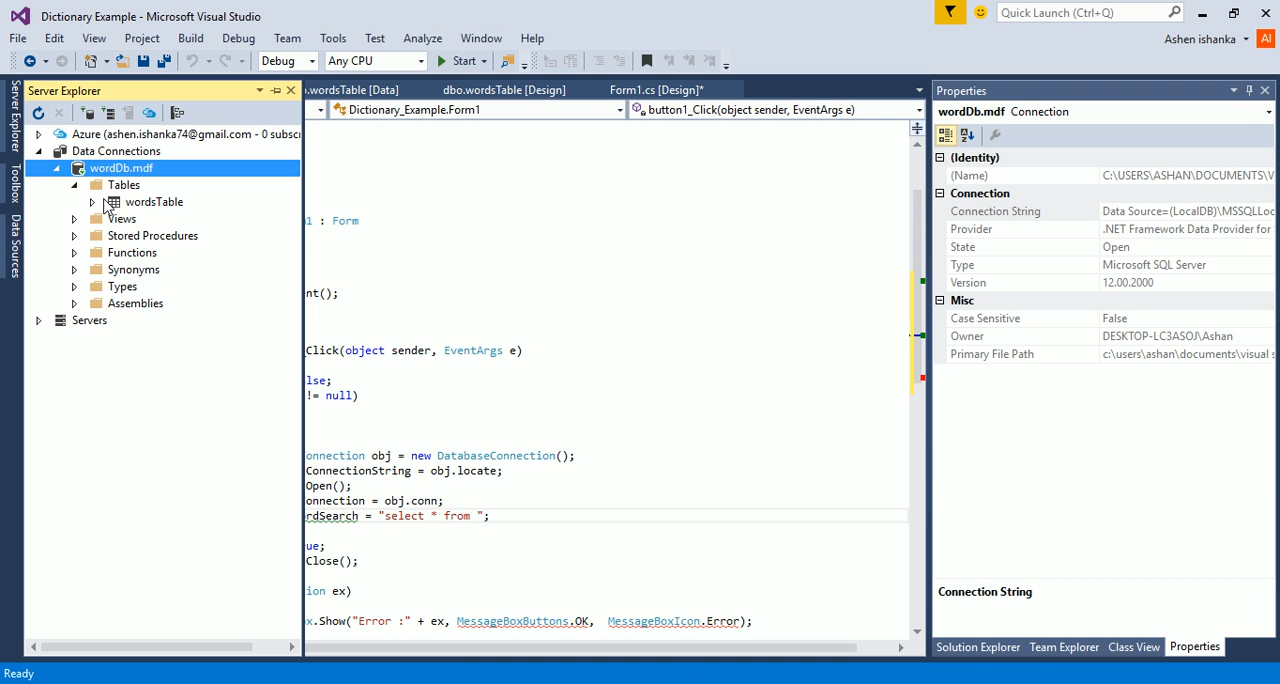 Dictionary Example - Microsoft Visual Studio
Quick Launch (Ctrl+Q)
File Edit View Project Build Debug Team Tools Test Analyze Window Help
Ashen ishanka AI
Debug Any CPU Start
Server Explorer
Toolbox
Data Sources
Server Explorer
Azure (ashen.ishanka74@gmail.com - 0 subsc
Data Connections
wordDb.mdf
Tables
wordsTable
Views
Stored Procedures
Functions
Synonyms
Types
Assemblies
Servers
.wordsTable [Data] dbo.wordsTable [Design] Form1.cs [Design]*
Dictionary_Example.Form1 button1_Click(object sender, EventArgs e)
1 : Form
nt();
_Click(object sender, EventArgs e)
lse;
!= null)
onnection obj = new DatabaseConnection();
ConnectionString = obj.locate;
Open();
onnection = obj.conn;
rdSearch = "select * from ";
ue;
Close();
ion ex)
x.Show("Error :" + ex, MessageBoxButtons.OK, MessageBoxIcon.Error);
Properties
wordDb.mdf Connection
(Identity)
(Name) C:\USERS\ASHAN\DOCUMENTS\V
Connection
Connection String Data Source=(LocalDB)\MSSQLLoc
Provider .NET Framework Data Provider for
State Open
Type Microsoft SQL Server
Version 12.00.2000
Misc
Case Sensitive False
Owner DESKTOP-LC3ASOJ\Ashan
Primary File Path c:\users\ashan\documents\visual s
Connection String
Solution Explorer Team Explorer Class View Properties
Ready